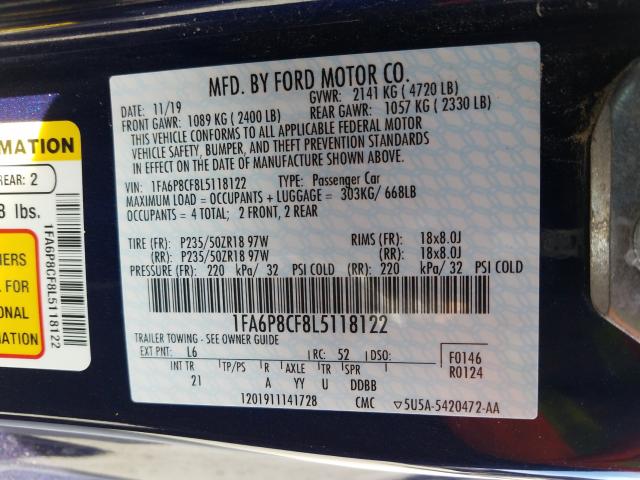 MFD. BY FORD MOTOR CO.
DATE: 11/19 GVWR: 2141 KG (4720 LB)
FRONT GAWR: 1089 KG (2400 LB) REAR GAWR: 1057 KG (2330 LB)
THIS VEHICLE CONFORMS TO ALL APPLICABLE FEDERAL MOTOR
VEHICLE SAFETY, BUMPER, AND THEFT PREVENTION STANDARDS
IN EFFECT ON THE DATE OF MANUFACTURE SHOWN ABOVE.
VIN: 1FA6P8CF8L5118122 TYPE: Passenger Car
MAXIMUM LOAD = OCCUPANTS + LUGGAGE = 303KG/ 668LB
OCCUPANTS = 4 TOTAL; 2 FRONT, 2 REAR
TIRE (FR): P235/50ZR18 97W RIMS (FR): 18x8.0J
(RR): P235/50ZR18 97W (RR): 18x8.0J
PRESSURE (FR): 220 kPa/ 32 PSI COLD (RR): 220 kPa/ 32 PSI COLD
1FA6P8CF8L5118122
TRAILER TOWING - SEE OWNER GUIDE
EXT PNT: L6 RC: 52 DSO: F0146
R0124
INT TR TP/PS R AXLE TR SPR
21 A YY U DDBB
1201911141728 CMC ▽5U5A-5420472-AA
MATION
REAR: 2
8 lbs.
1FA6P8CF8L5118122
IERS
L FOR
ONAL
MATION